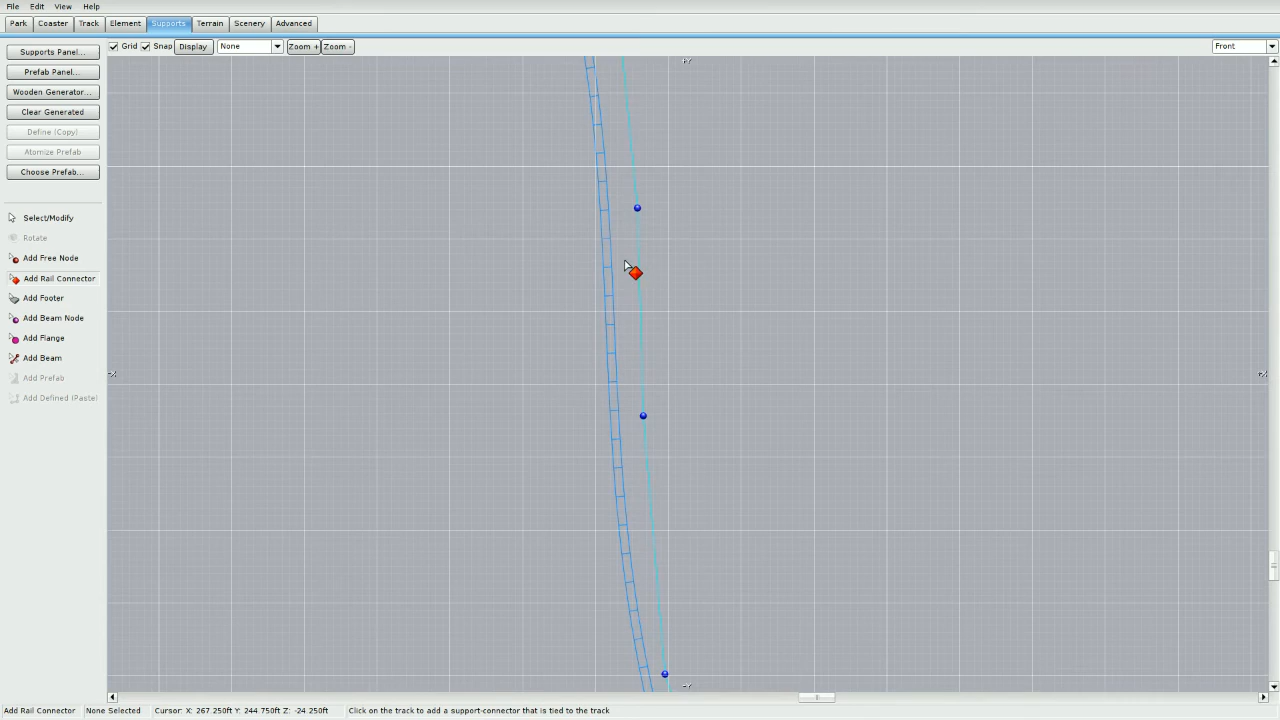 File Edit View Help
Park Coaster Track Element Supports Terrain Scenery Advanced
Supports Panel... Grid Snap Display None Zoom + Zoom - Front
Prefab Panel...
Wooden Generator...
Clear Generated
Define (Copy)
Atomize Prefab
Choose Prefab...
Select/Modify
Rotate
Add Free Node
Add Rail Connector
Add Footer
Add Beam Node
Add Flange
Add Beam
Add Prefab
Add Defined (Paste)
Add Rail Connector None Selected Cursor: X: 267.250ft Y: 244.750ft Z: -24.250ft Click on the track to add a support-connector that is tied to the track